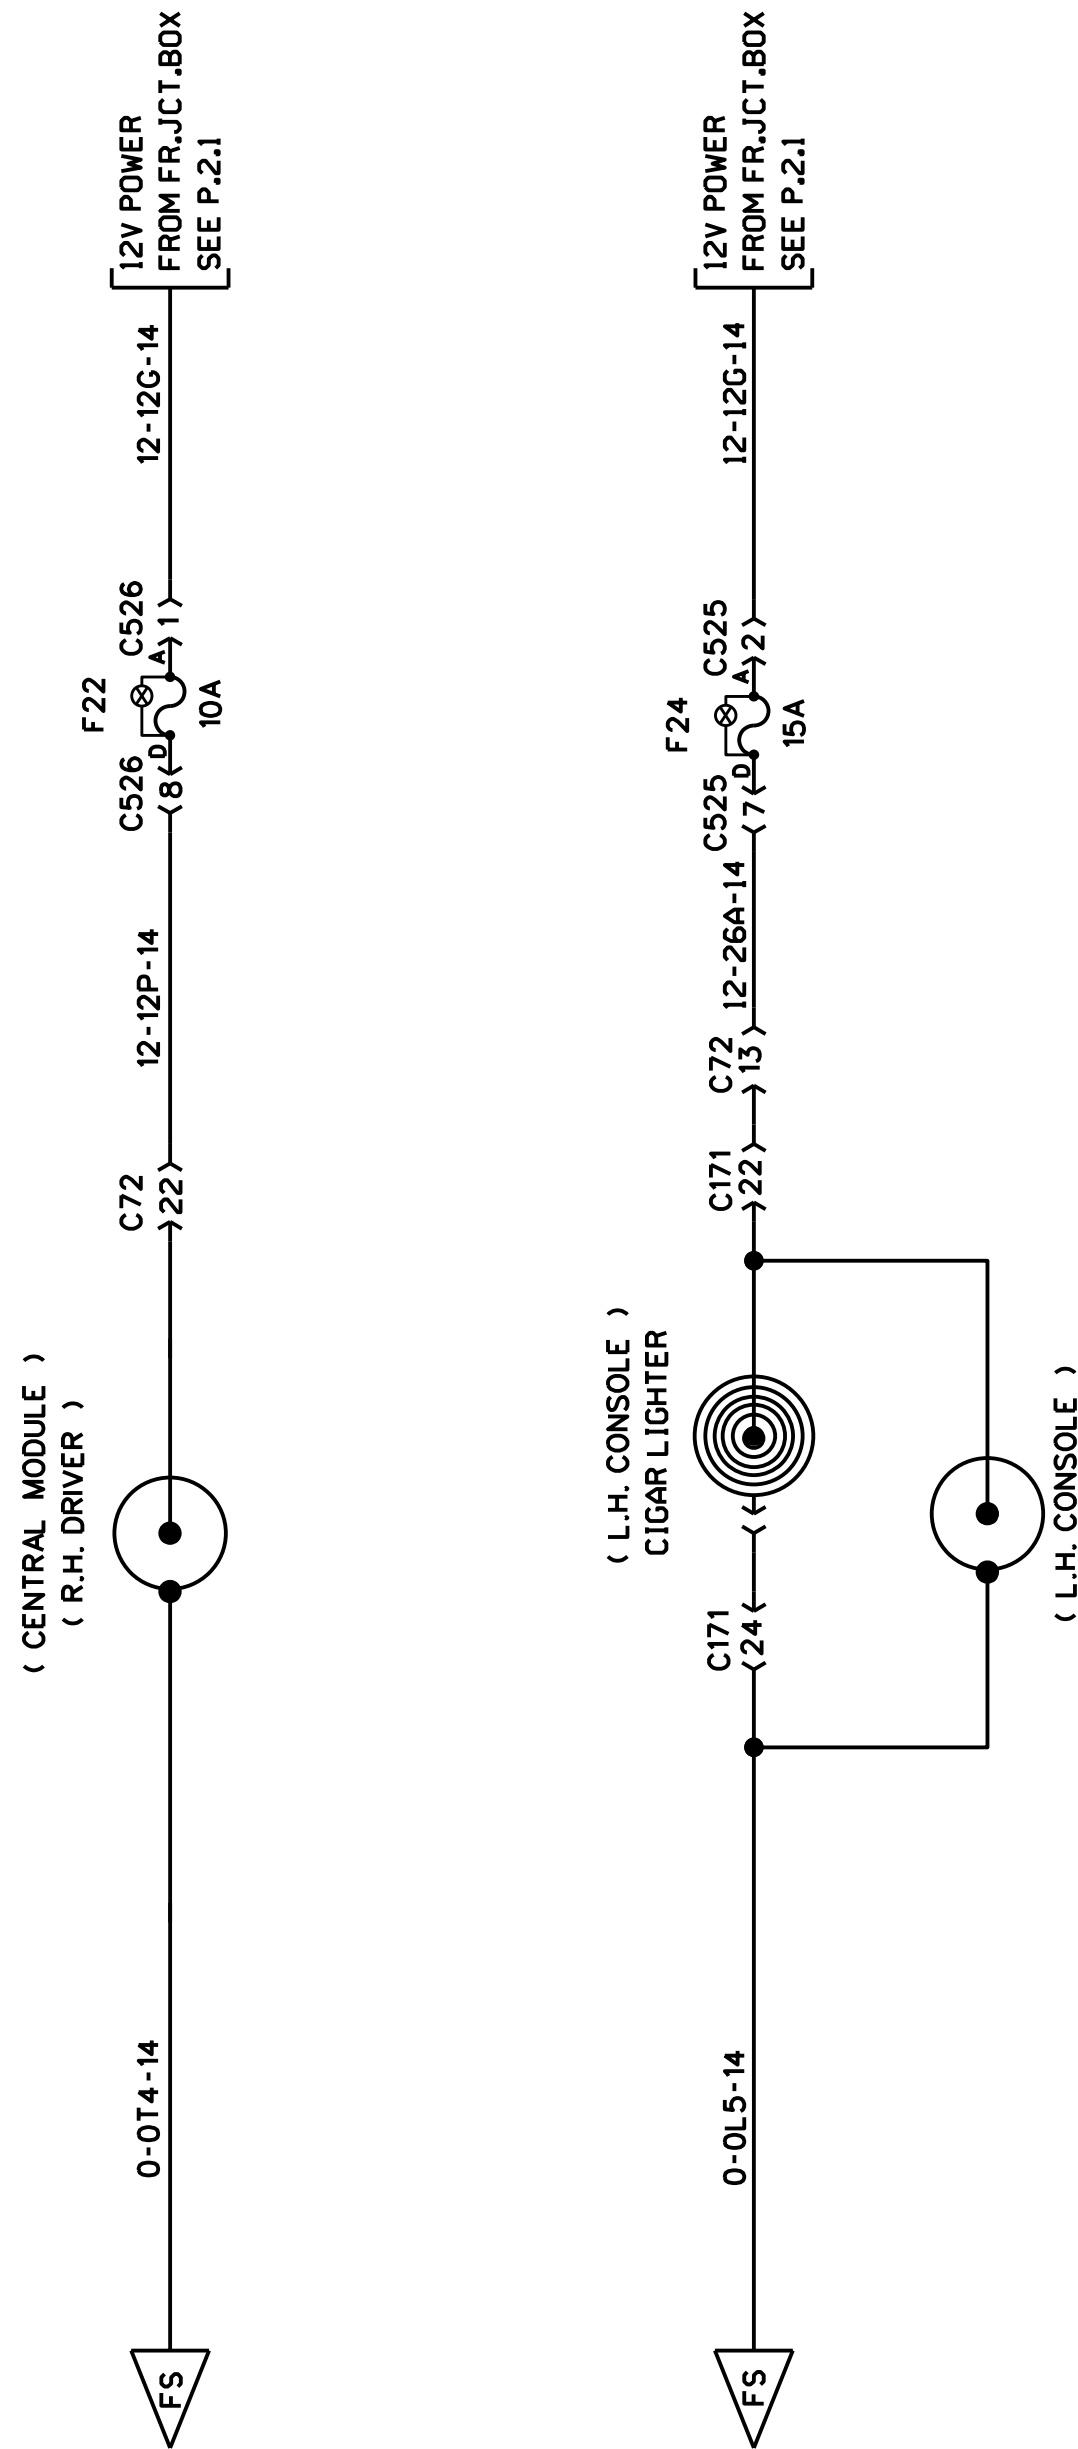 12V POWER
FROM FR.JCT.BOX
SEE P.2.1
12-12G-14
C526
1
A
F22
10A
D
C526
8
12-12P-14
C72
22
( CENTRAL MODULE )
( R.H. DRIVER )
0-0T4-14
FS
12V POWER
FROM FR.JCT.BOX
SEE P.2.1
12-12G-14
C525
2
A
F24
15A
D
C525
7
12-26A-14
C72
13
C171
22
( L.H. CONSOLE )
CIGAR LIGHTER
( L.H. CONSOLE )
C171
24
0-0L5-14
FS